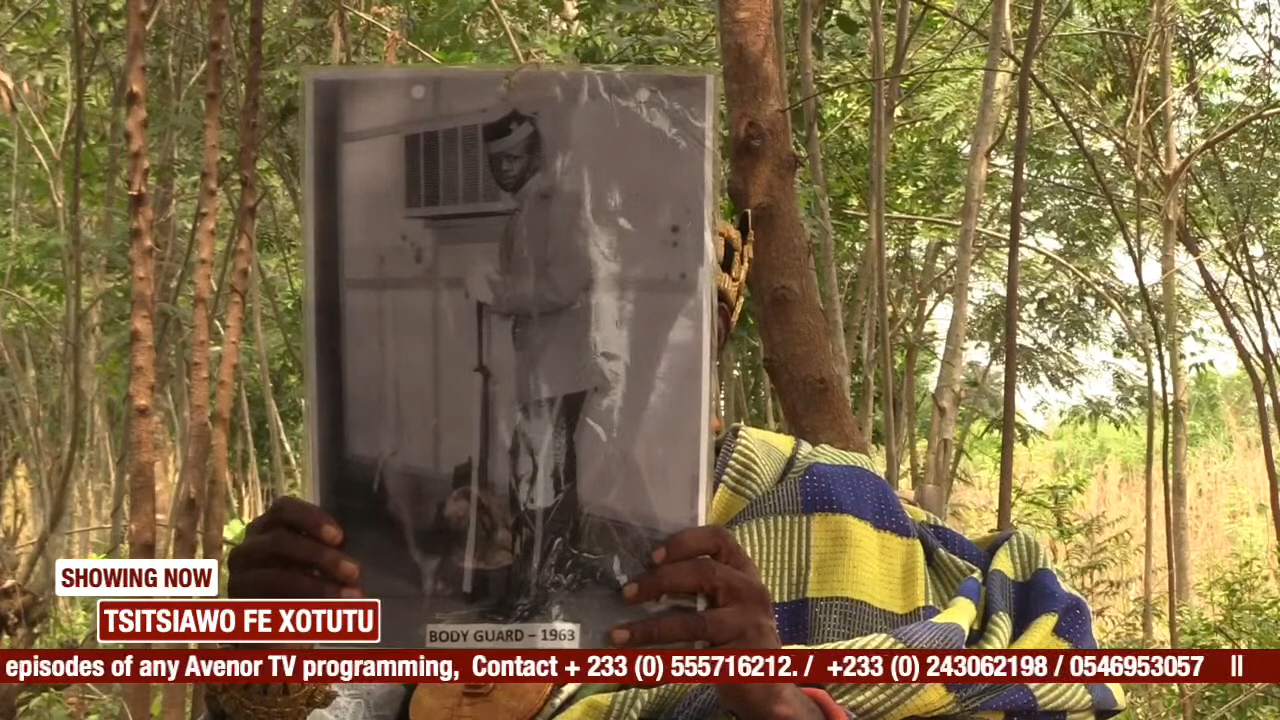 SHOWING NOW
TSITSIAWO FE XOTUTU
BODY GUARD – 1963
episodes of any Avenor TV programming, Contact + 233 (0) 555716212. / +233 (0) 243062198 / 0546953057 ||